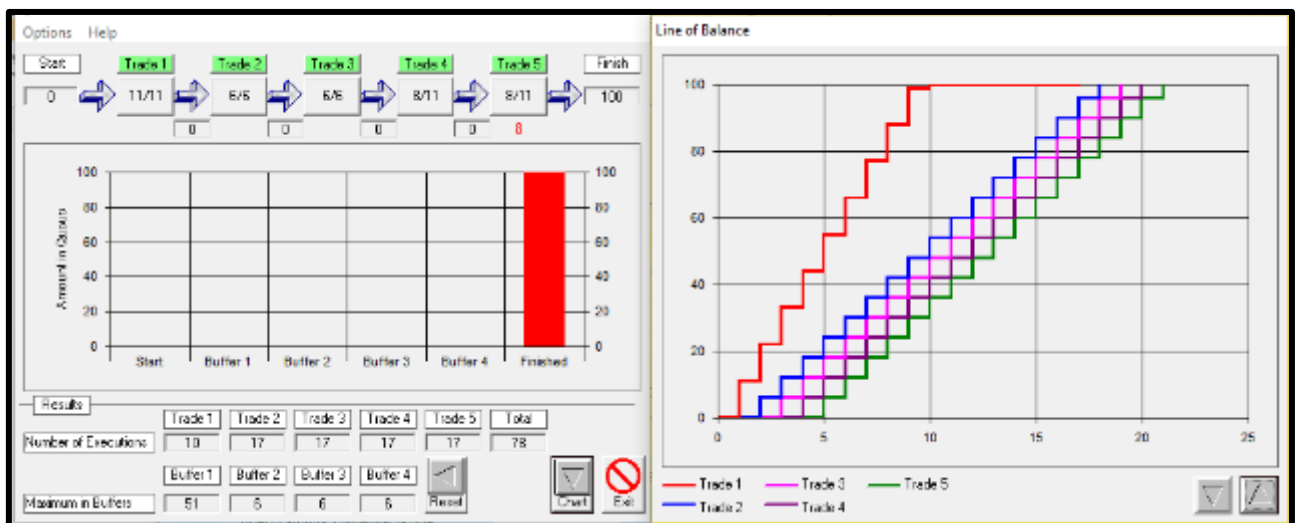 Options Help
Start Trade 1 Trade 2 Trade 3 Trade 4 Trade 5 Finish
0 11/11 6/6 6/6 8/11 8/11 100
0 0 0 0 8
Amount in Queue
100 100
80 80
60 60
40 40
20 20
0 0
Start Buffer 1 Buffer 2 Buffer 3 Buffer 4 Finished
Results
Trade 1 Trade 2 Trade 3 Trade 4 Trade 5 Total
Number of Executions 10 17 17 17 17 78
Buffer 1 Buffer 2 Buffer 3 Buffer 4
Maximum in Buffers 51 6 6 6 Reset Chart Exit
Line of Balance
100
80
60
40
20
0
0 5 10 15 20 25
Trade 1 Trade 3 Trade 5
Trade 2 Trade 4